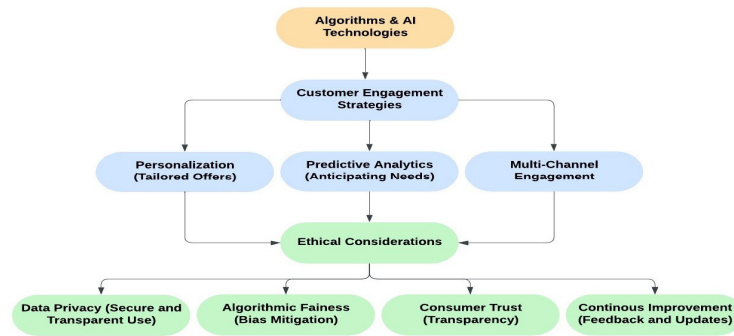 Algorithms & AI
Technologies
Customer Engagement
Strategies
Personalization
(Tailored Offers)
Predictive Analytics
(Anticipating Needs)
Multi-Channel
Engagement
Ethical Considerations
Data Privacy (Secure and
Transparent Use)
Algorithmic Fainess
(Bias Mitigation)
Consumer Trust
(Transparency)
Continous Improvement
(Feedback and Updates)